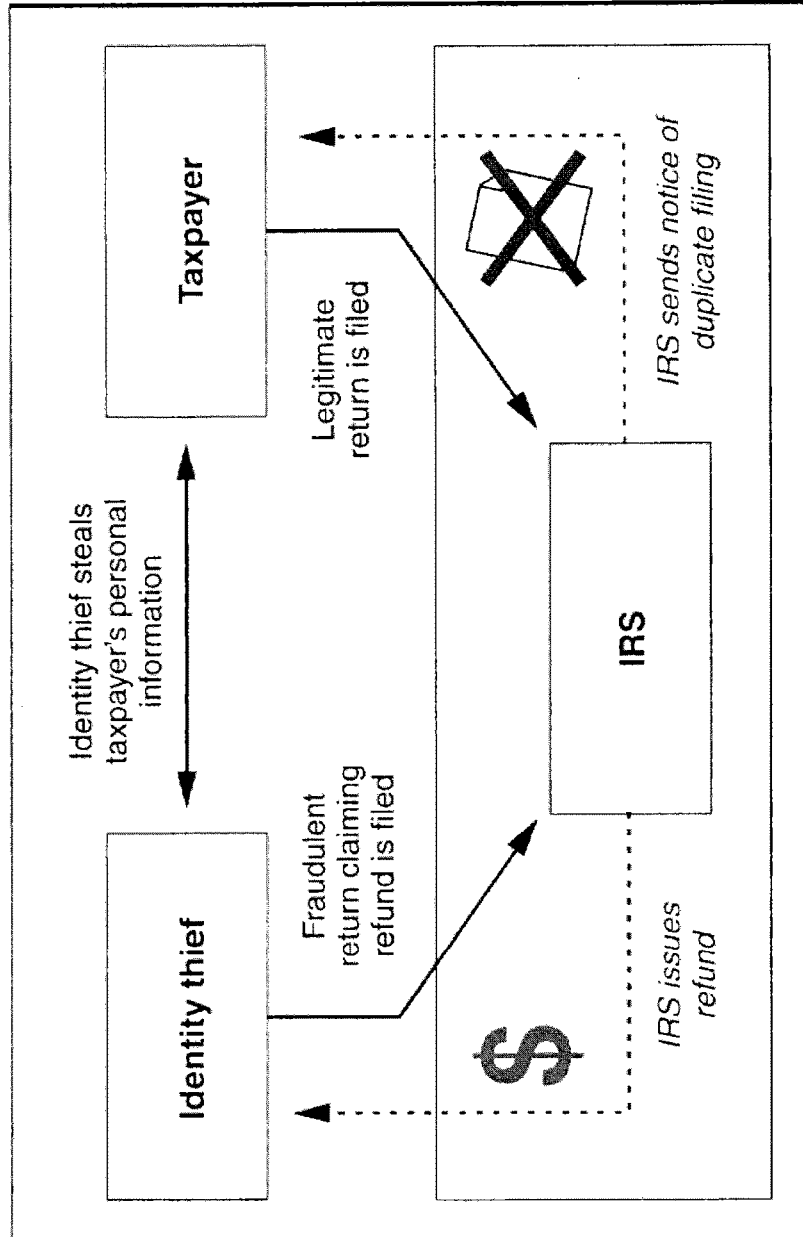 Identity thief steals
taxpayer's personal
information
Identity thief
Taxpayer
Fraudulent
return claiming
refund is filed
Legitimate
return is filed
$
IRS
IRS issues
refund
IRS sends notice of
duplicate filing